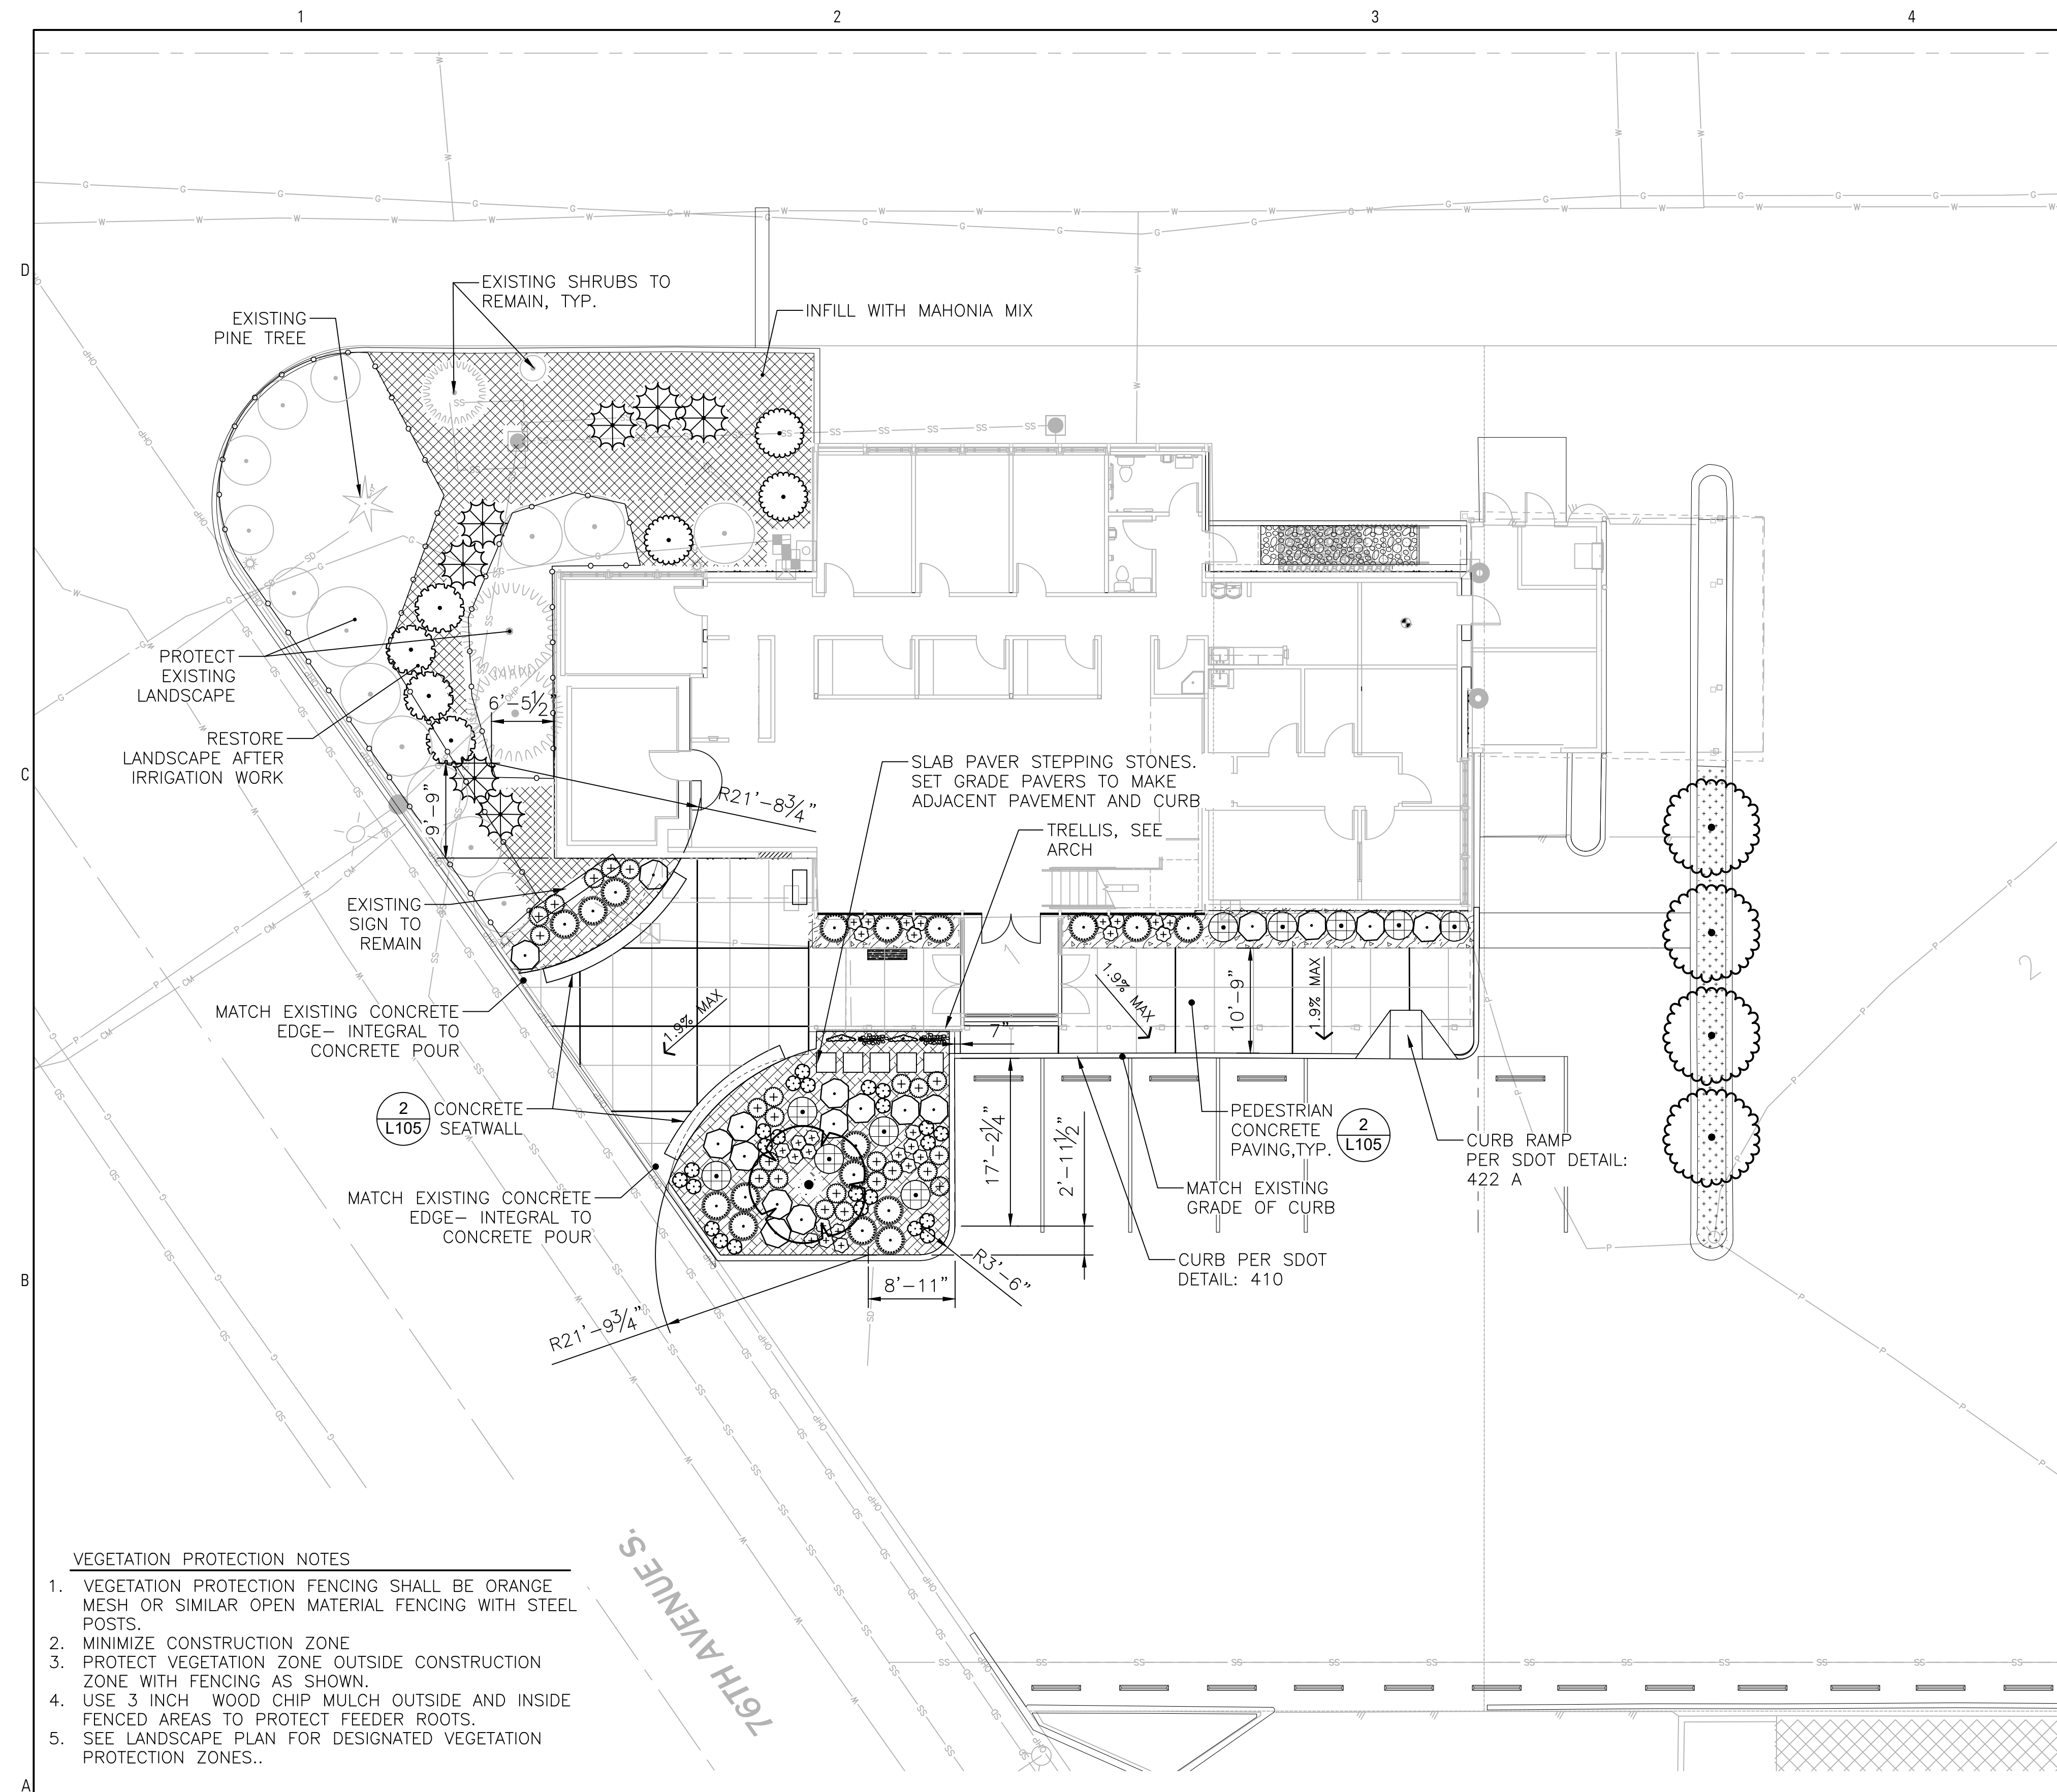 1 2 3 4
D
C
B
A
EXISTING SHRUBS TO
REMAIN, TYP.
INFILL WITH MAHONIA MIX
EXISTING
PINE TREE
PROTECT
EXISTING
LANDSCAPE
6'-5½"
RESTORE
LANDSCAPE AFTER
IRRIGATION WORK
9'-9"
R21'-8¾"
SLAB PAVER STEPPING STONES.
SET GRADE PAVERS TO MAKE
ADJACENT PAVEMENT AND CURB
TRELLIS, SEE
ARCH
EXISTING
SIGN TO
REMAIN
MATCH EXISTING CONCRETE
EDGE– INTEGRAL TO
CONCRETE POUR
1.9% MAX
1.9% MAX
10'-9"
1.9% MAX
7"
2
L105
CONCRETE
SEATWALL
17'-2¼"
2'-11½"
PEDESTRIAN
CONCRETE
PAVING,TYP.
2
L105
CURB RAMP
PER SDOT DETAIL:
422 A
MATCH EXISTING CONCRETE
EDGE– INTEGRAL TO
CONCRETE POUR
MATCH EXISTING
GRADE OF CURB
CURB PER SDOT
DETAIL: 410
R3'-6"
8'-11"
R21'-9¾"
2
76TH AVENUE S.
VEGETATION PROTECTION NOTES
1. VEGETATION PROTECTION FENCING SHALL BE ORANGE
MESH OR SIMILAR OPEN MATERIAL FENCING WITH STEEL
POSTS.
2. MINIMIZE CONSTRUCTION ZONE
3. PROTECT VEGETATION ZONE OUTSIDE CONSTRUCTION
ZONE WITH FENCING AS SHOWN.
4. USE 3 INCH WOOD CHIP MULCH OUTSIDE AND INSIDE
FENCED AREAS TO PROTECT FEEDER ROOTS.
5. SEE LANDSCAPE PLAN FOR DESIGNATED VEGETATION
PROTECTION ZONES..